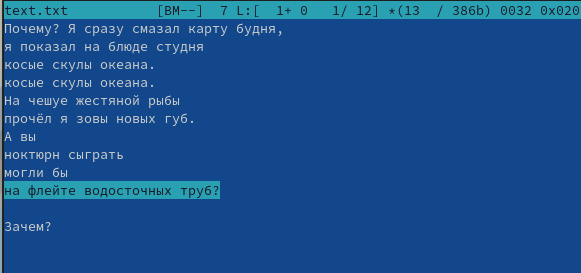 text.txt [BM--] 7 L:[ 1+ 0 1/ 12] *(13 / 386b) 0032 0x020
Почему? Я сразу смазал карту будня,
я показал на блюде студня
косые скулы океана.
косые скулы океана.
На чешуе жестяной рыбы
прочёл я зовы новых губ.
А вы
ноктюрн сыграть
могли бы
на флейте водосточных труб?
Зачем?